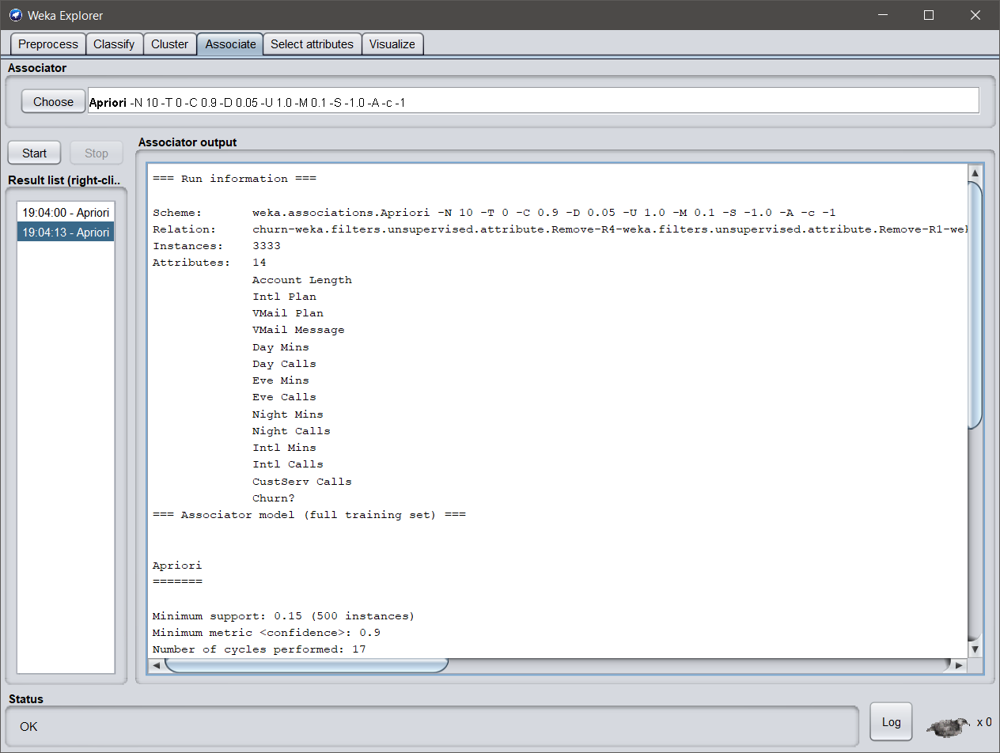 Weka Explorer
Preprocess Classify Cluster Associate Select attributes Visualize
Associator
Choose Apriori -N 10 -T 0 -C 0.9 -D 0.05 -U 1.0 -M 0.1 -S -1.0 -A -c -1
Start Stop
Result list (right-cli..
19:04:00 - Apriori
19:04:13 - Apriori
Associator output
=== Run information ===
Scheme: weka.associations.Apriori -N 10 -T 0 -C 0.9 -D 0.05 -U 1.0 -M 0.1 -S -1.0 -A -c -1
Relation: churn-weka.filters.unsupervised.attribute.Remove-R4-weka.filters.unsupervised.attribute.Remove-R1-wek
Instances: 3333
Attributes: 14
Account Length
Intl Plan
VMail Plan
VMail Message
Day Mins
Day Calls
Eve Mins
Eve Calls
Night Mins
Night Calls
Intl Mins
Intl Calls
CustServ Calls
Churn?
=== Associator model (full training set) ===
Apriori
=======
Minimum support: 0.15 (500 instances)
Minimum metric <confidence>: 0.9
Number of cycles performed: 17
Status
OK
Log
x 0